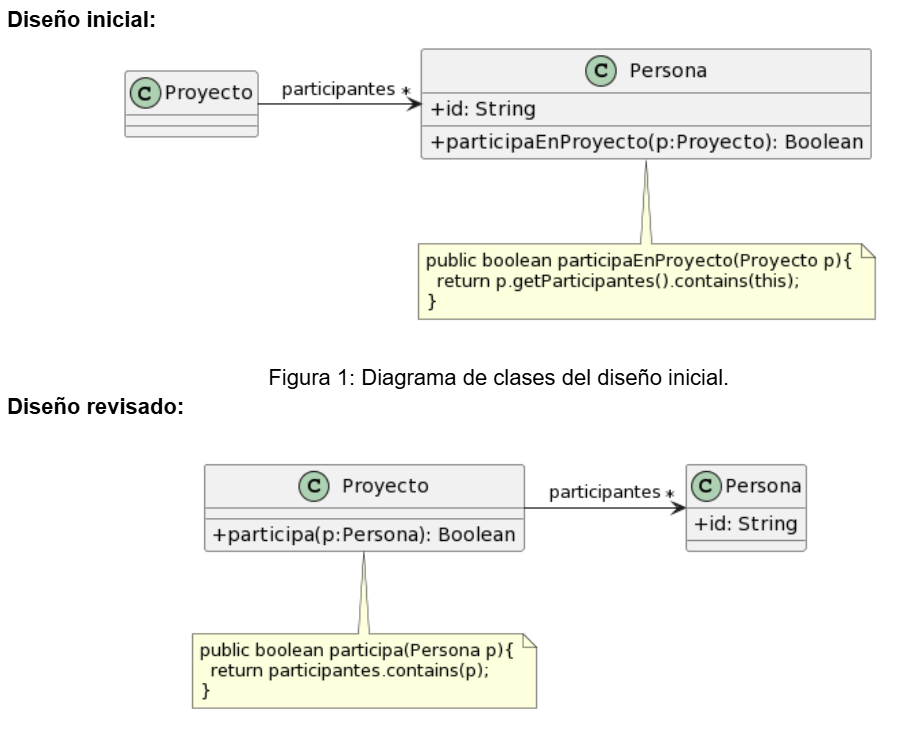 Diseño inicial:
C Proyecto
participantes *
C Persona
+id: String
+participaEnProyecto(p:Proyecto): Boolean
public boolean participaEnProyecto(Proyecto p){
return p.getParticipantes().contains(this);
}
Figura 1: Diagrama de clases del diseño inicial.
Diseño revisado:
C Proyecto
+participa(p:Persona): Boolean
participantes *
C Persona
+id: String
public boolean participa(Persona p){
return participantes.contains(p);
}